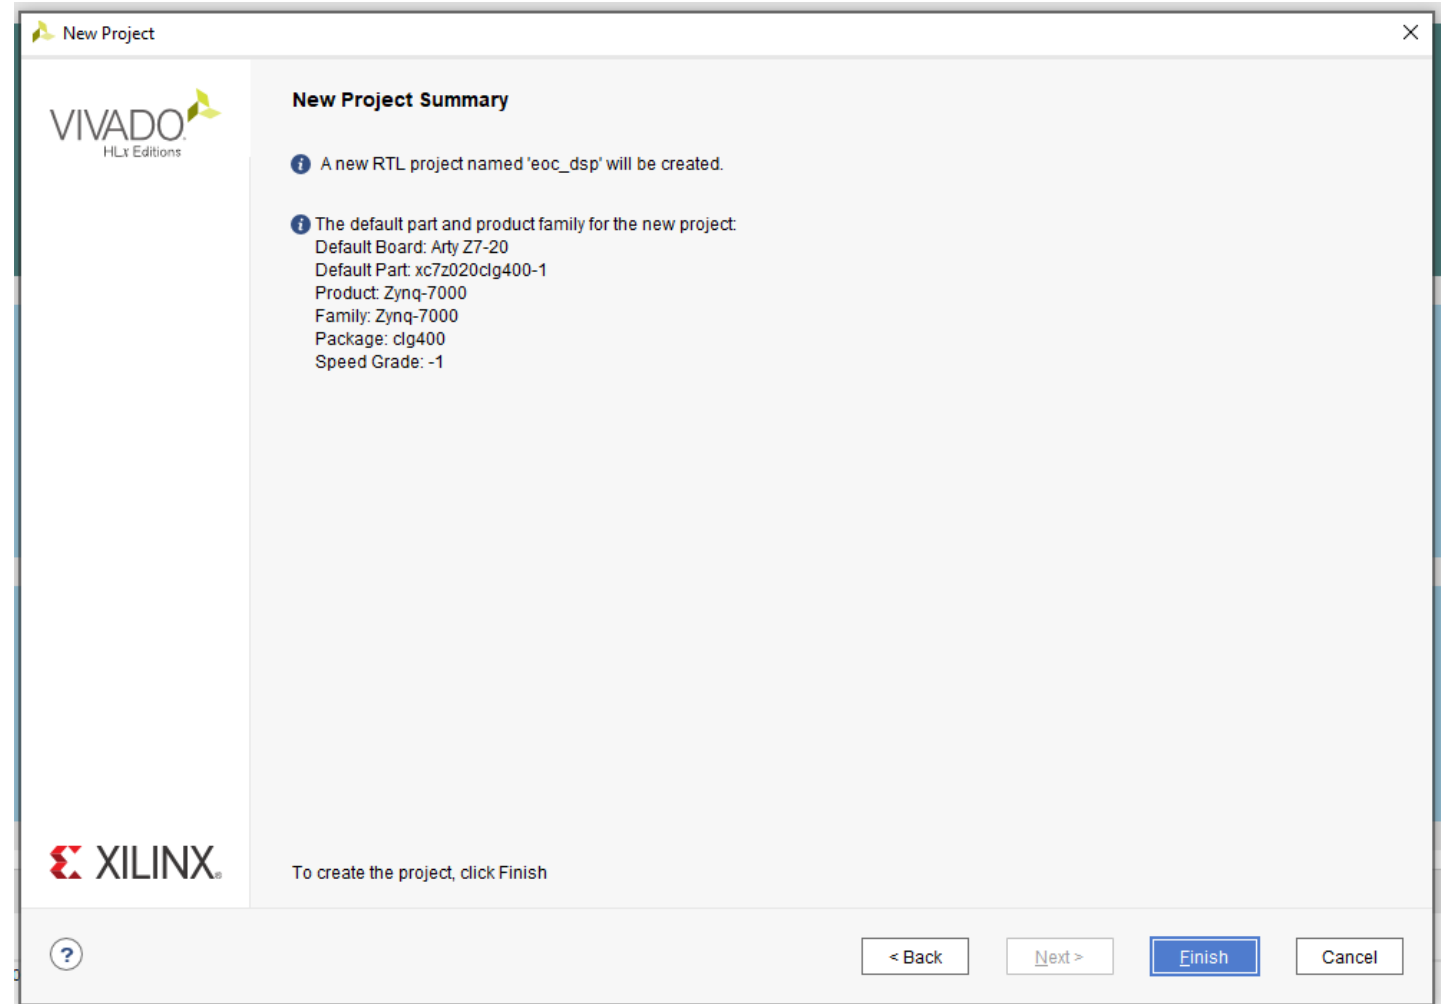 New Project
VIVADO.
HLx Editions
New Project Summary
A new RTL project named 'eoc_dsp' will be created.
The default part and product family for the new project:
Default Board: Arty Z7-20
Default Part: xc7z020clg400-1
Product: Zynq-7000
Family: Zynq-7000
Package: clg400
Speed Grade: -1
XILINX.
To create the project, click Finish
?
< Back
Next >
Finish
Cancel